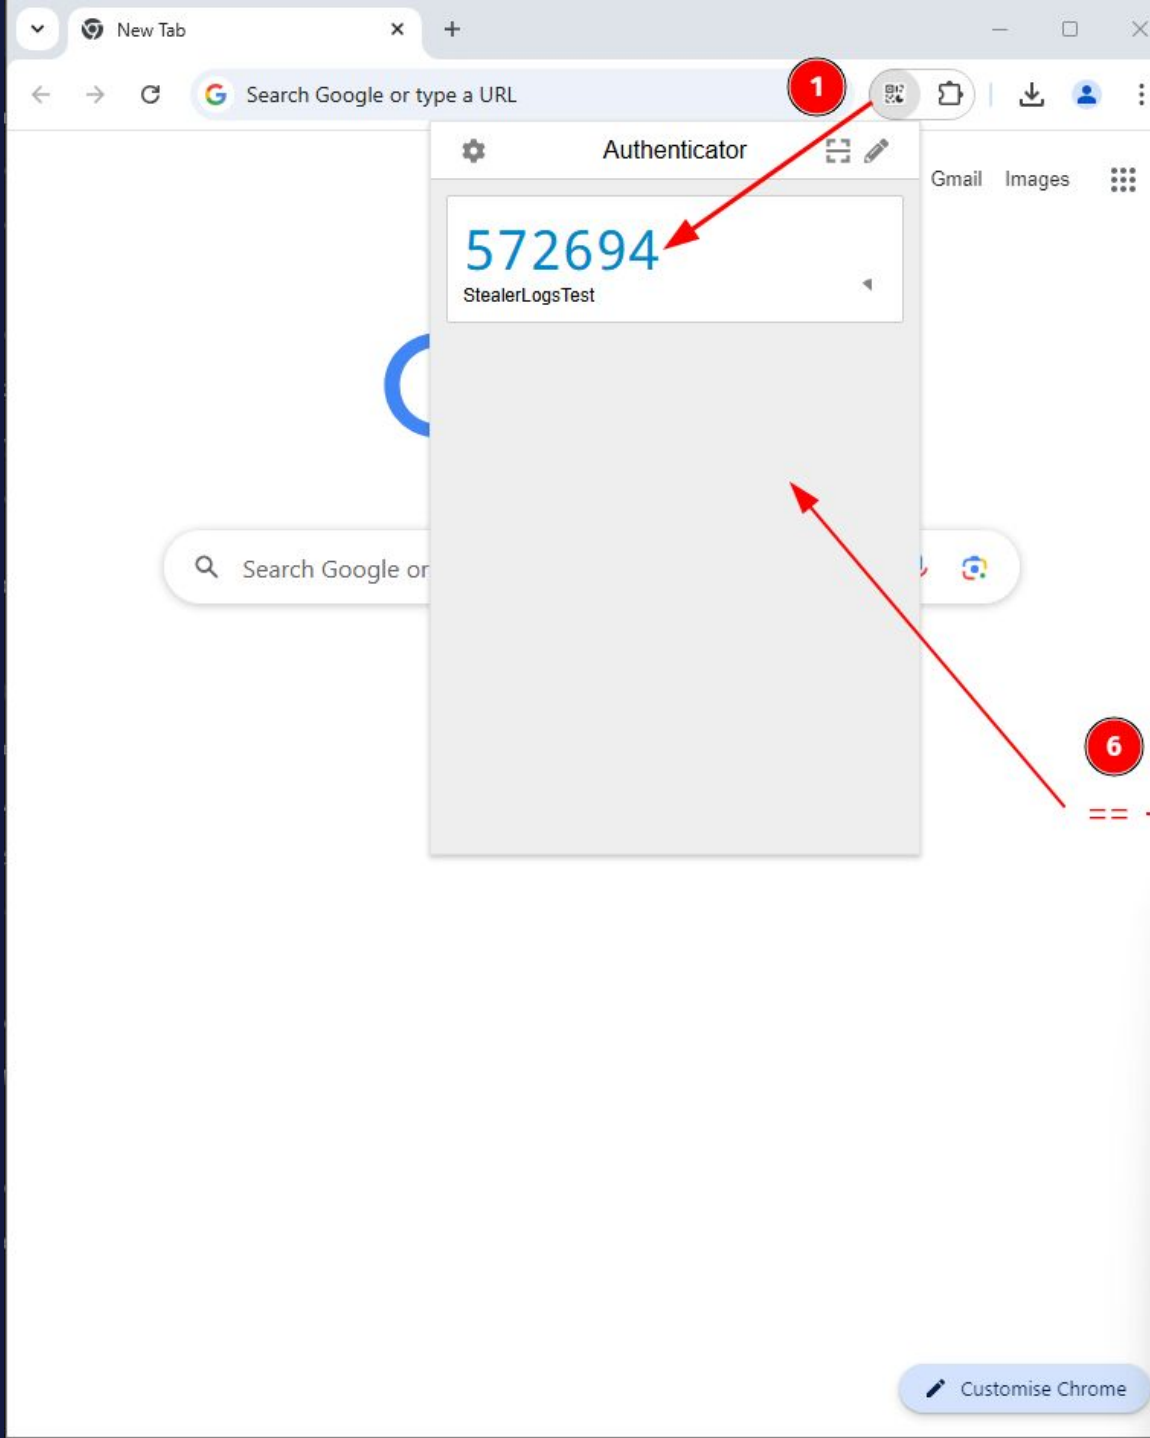 New Tab
Search Google or type a URL
1
Authenticator
Gmail Images
572694
StealerLogsTest
Search Google or
6
==
Customise Chrome